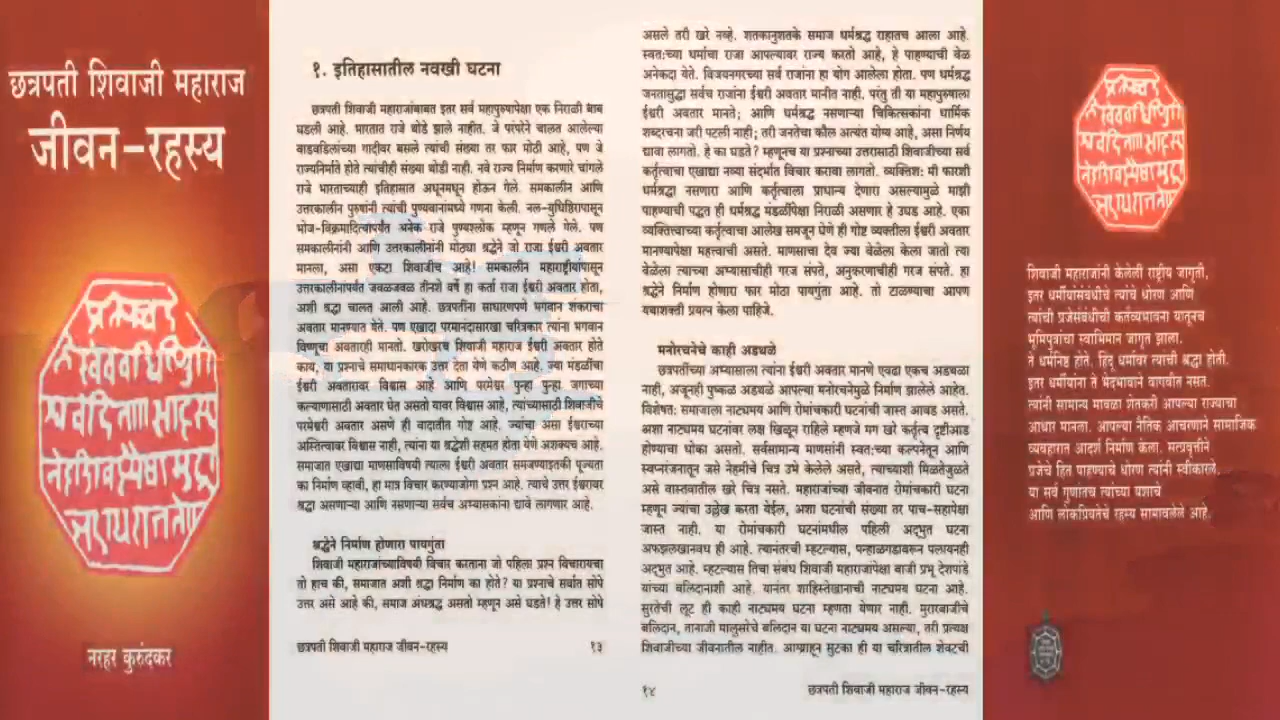 छत्रपती शिवाजी महाराज
जीवन-रहस्य
नरहर कुरुंदकर
१. इतिहासातील नवखी घटना
छत्रपती शिवाजी महाराजांबाबत इतर सर्व महापुरुषापेक्षा एक निराळी बाब
घडली आहे. भारतात राजे थोडे झाले नाहीत. जे परंपरेने चालत आलेल्या
वाडवडिलांच्या गादीवर बसले त्यांची संख्या तर फार मोठी आहे, पण जे
राज्यनिर्माते होते त्यांचीही संख्या थोडी नाही. नवे राज्य निर्माण करणारे चांगले
राजे भारताच्याही इतिहासात अधूनमधून होऊन गेले. समकालीन आणि
उत्तरकालीन पुरुषांनी त्यांची पुण्यवानांमध्ये गणना केली. नल-युधिष्ठिरापासून
भोज-विक्रमादित्यापर्यंत अनेक राजे पुण्यश्लोक म्हणून गणले गेले. पण
समकालीनांनी आणि उत्तरकालीनांनी मोठ्या श्रद्धेने जो राजा ईश्वरी अवतार
मानला, असा एकटा शिवाजीच आहे! समकालीन महाराष्ट्रीयांपासून
उत्तरकालीनांपर्यंत जवळजवळ तीनशे वर्षे हा कर्ता राजा ईश्वरी अवतार होता,
अशी श्रद्धा चालत आली आहे. छत्रपतींना साधारणपणे भगवान शंकराचा
अवतार मानण्यात येते. पण एखादा परमानंदासारखा चरित्रकार त्यांना भगवान
विष्णूचा अवतारही मानतो. खरोखरच शिवाजी महाराज ईश्वरी अवतार होते
काय, या प्रश्नाचे समाधानकारक उत्तर देता येणे कठीण आहे. ज्या मंडळींचा
ईश्वरी अवतारावर विश्वास आहे आणि परमेश्वर पुन्हा पुन्हा जगाच्या
कल्याणासाठी अवतार घेत असतो यावर विश्वास आहे, त्यांच्यासाठी शिवाजीचे
परमेश्वरी अवतार असणे ही वादातीत गोष्ट आहे. ज्यांचा असा ईश्वराच्या
अस्तित्वावर विश्वास नाही, त्यांना या श्रद्धेशी सहमत होता येणे अशक्यच आहे.
समाजात एखाद्या माणसाविषयी त्याला ईश्वरी अवतार समजण्याइतकी पूज्यता
का निर्माण व्हावी, हा मात्र विचार करण्याजोगा प्रश्न आहे. त्याचे उत्तर ईश्वरावर
श्रद्धा असणाऱ्या आणि नसणाऱ्या सर्वच अभ्यासकांना द्यावे लागणार आहे.
श्रद्धेने निर्माण होणारा पायगुंता
शिवाजी महाराजांच्याविषयी विचार करताना जो पहिला प्रश्न विचारायचा
तो हाच की, समाजात अशी श्रद्धा निर्माण का होते? या प्रश्नाचे सर्वांत सोपे
उत्तर असे आहे की, समाज अंधश्रद्ध असतो म्हणून असे घडते! हे उत्तर सोपे
छत्रपती शिवाजी महाराज जीवन-रहस्य १३
असले तरी खरे नव्हे. शतकानुशतके समाज धर्मश्रद्ध राहातच आला आहे.
स्वतःच्या धर्माचा राजा आपल्यावर राज्य करतो आहे, हे पाहण्याची वेळ
अनेकदा येते. विजयनगरच्या सर्व राजांना हा योग आलेला होता. पण धर्मश्रद्ध
जनतासुद्धा सर्वच राजांना ईश्वरी अवतार मानीत नाही. परंतु ती या महापुरुषाला
ईश्वरी अवतार मानते; आणि धर्मश्रद्ध नसणाऱ्या चिकित्सकांना धार्मिक
शब्दरचना जरी पटली नाही; तरी जनतेचा कौल अत्यंत योग्य आहे, असा निर्णय
द्यावा लागतो. हे का घडते? म्हणूनच या प्रश्नाच्या उत्तरासाठी शिवाजीच्या सर्व
कर्तृत्वाचा एखाद्या नव्या संदर्भात विचार करावा लागतो. व्यक्तिशः मी फारशी
धर्मश्रद्धा नसणारा आणि कर्तृत्वाला प्राधान्य देणारा असल्यामुळे माझी
पाहण्याची पद्धत ही धर्मश्रद्ध मंडळींपेक्षा निराळी असणार हे उघड आहे. एका
व्यक्तित्त्वाच्या कर्तृत्वाचा आलेख समजून घेणे ही गोष्ट व्यक्तीला ईश्वरी अवतार
मानण्यापेक्षा महत्त्वाची असते. माणसाचा देव ज्या वेळेला केला जातो त्या
वेळेला त्याच्या अभ्यासाचीही गरज संपते, अनुकरणाचीही गरज संपते. हा
श्रद्धेने निर्माण होणारा फार मोठा पायगुंता आहे. तो टाळण्याचा आपण
यथाशक्ती प्रयत्न केला पाहिजे.
मनोरचनेचे काही अडथळे
छत्रपतींच्या अभ्यासाला त्यांना ईश्वरी अवतार मानणे एवढा एकच अडथळा
नाही, अजूनही पुष्कळ अडथळे आपल्या मनोरचनेमुळे निर्माण झालेले आहेत.
विशेषतः समाजाला नाट्यमय आणि रोमांचकारी घटनांची जास्त आवड असते.
अशा नाट्यमय घटनांवर लक्ष खिळून राहिले म्हणजे मग खरे कर्तृत्व दृष्टीआड
होण्याचा धोका असतो. सर्वसामान्य माणसांनी स्वतःच्या कल्पनेतून आणि
स्वप्नरंजनातून जसे नेहमीचे चित्र उभे केलेले असते, त्याच्याशी मिळतेजुळते
असे वास्तवातील खरे चित्र नसते. महाराजांच्या जीवनात रोमांचकारी घटना
म्हणून ज्यांचा उल्लेख करता येईल, अशा घटनांची संख्या तर पाच-सहापेक्षा
जास्त नाही. या रोमांचकारी घटनांमधील पहिली अद्भुत घटना
अफझलखानवध ही आहे. त्यानंतरची म्हटल्यास, पन्हाळगडावरून पलायनही
अद्भुत आहे. म्हटल्यास तिचा संबंध शिवाजी महाराजांपेक्षा बाजी प्रभू देशपांडे
यांच्या बलिदानाशी आहे. यानंतर शाहिस्तेखानाची नाट्यमय घटना आहे.
सुरतेची लूट ही काही नाट्यमय घटना म्हणता येणार नाही. मुरारबाजीचे
बलिदान, तानाजी मालुसरेचे बलिदान या घटना नाट्यमय असल्या, तरी प्रत्यक्ष
शिवाजीच्या जीवनातील नाहीत. आग्र्याहून सुटका ही या चरित्रातील शेवटची
१४ छत्रपती शिवाजी महाराज जीवन-रहस्य
शिवाजी महाराजांनी केलेली राष्ट्रीय जागृती,
इतर धर्मीयांसंबंधीचे त्यांचे धोरण आणि
त्यांची प्रजेसंबंधीची कर्तव्यभावना यातूनच
भूमिपुत्रांचा स्वाभिमान जागृत झाला.
ते धर्मनिष्ठ होते. हिंदू धर्मावर त्यांची श्रद्धा होती.
इतर धर्मीयांना ते भेदभावाने वागवीत नसत.
त्यांनी सामान्य मावळा शेतकरी आपल्या राज्याचा
आधार मानला. आपल्या नैतिक आचरणाने सामाजिक
व्यवहारात आदर्श निर्माण केला. सत्प्रवृत्तीने
प्रजेचे हित पाहण्याचे धोरण त्यांनी स्वीकारले.
या सर्व गुणातच त्यांच्या यशाचे
आणि लोकप्रियतेचे रहस्य सामावलेले आहे.